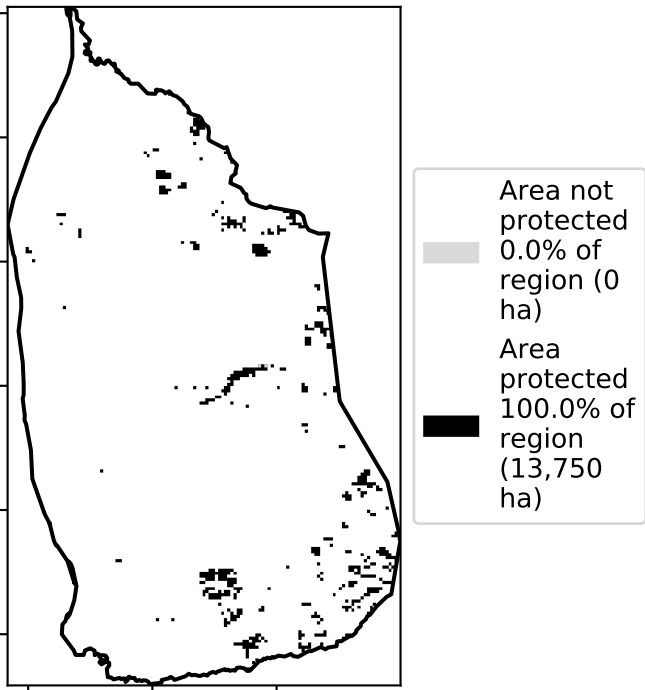 Area not
protected
0.0% of
region (0
ha)
Area
protected
100.0% of
region
(13,750
ha)